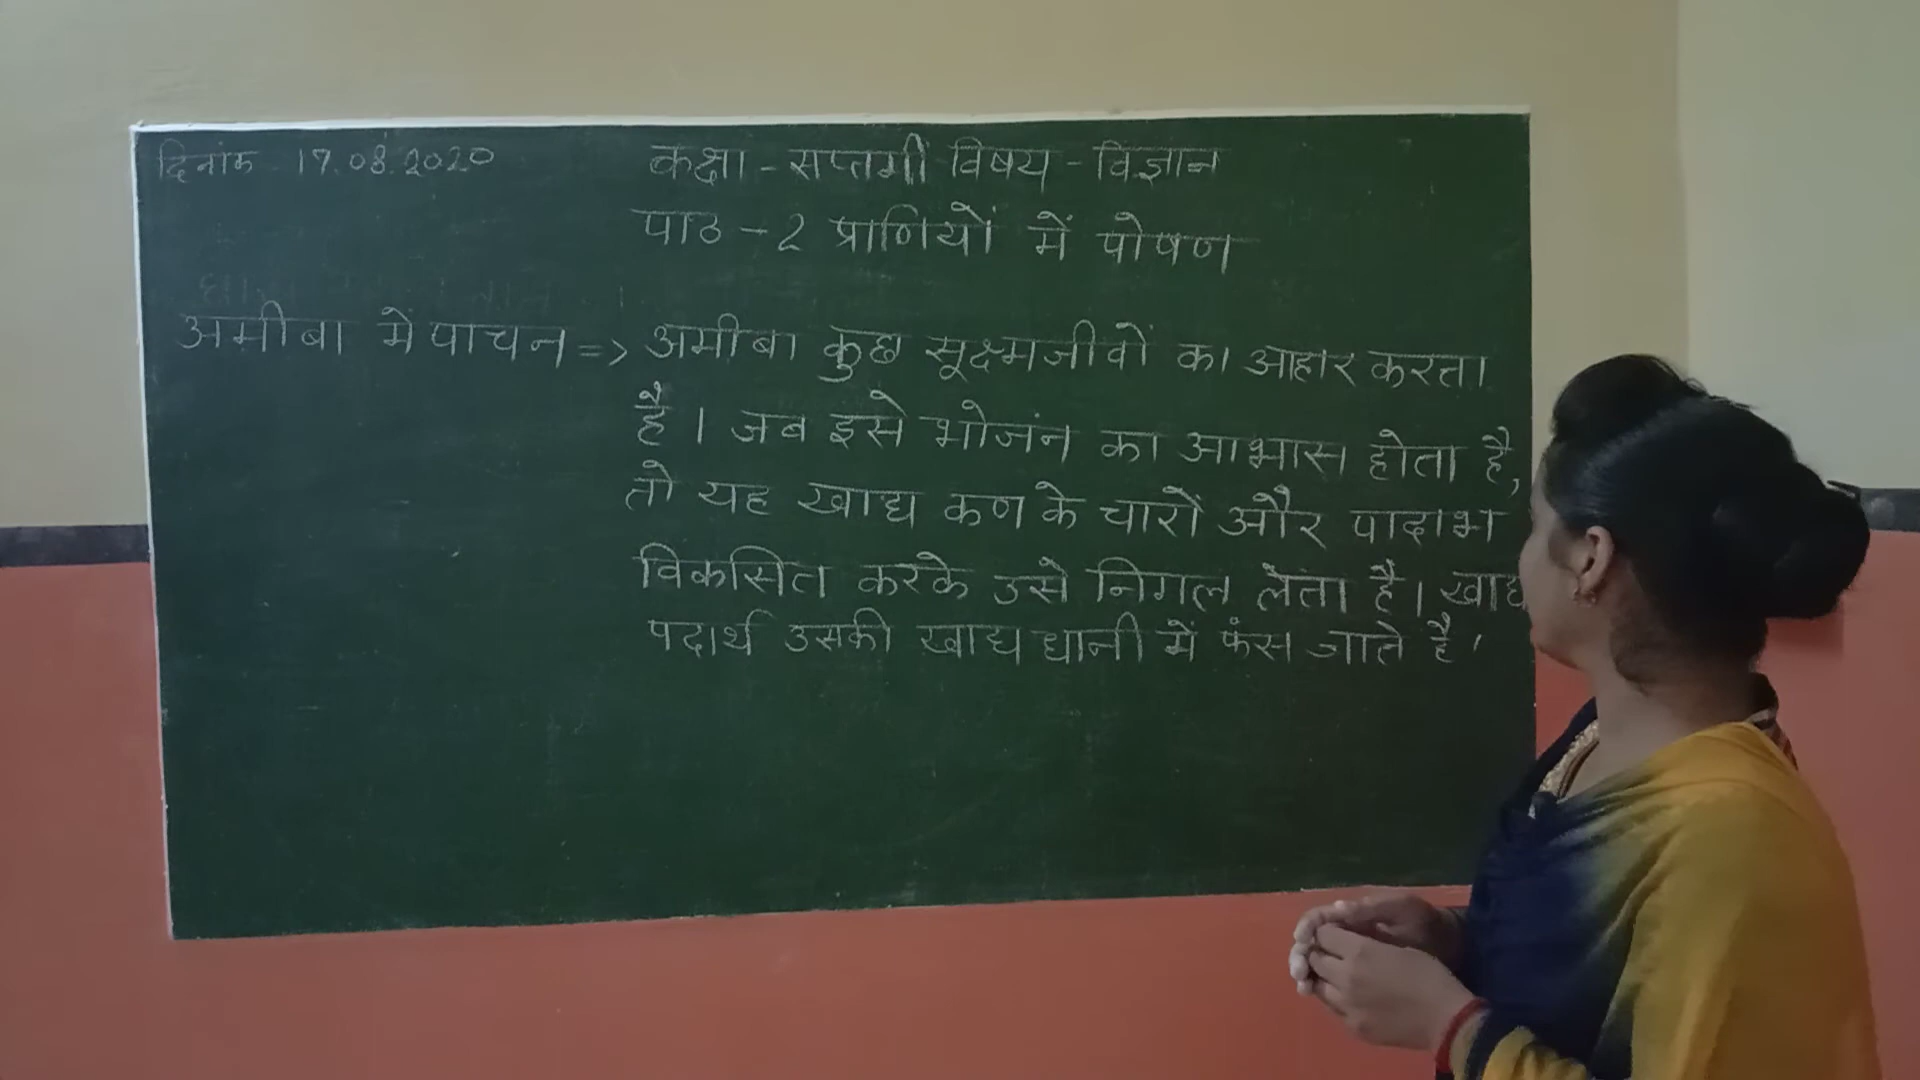 दिनांक 17.08.2020
कक्षा - सप्तमी विषय - विज्ञान
पाठ - 2 प्राणियों में पोषण
अमीबा में पाचन => अमीबा कुछ सूक्ष्मजीवों का आहार करता
है। जब इसे भोजंन का आभास होता है,
तो यह खाद्य कण के चारों और पादाभ
विकसित करके उसे निगल लेता है। खाद्य
पदार्थ उसकी खाद्य धानी में फंस जाते है।